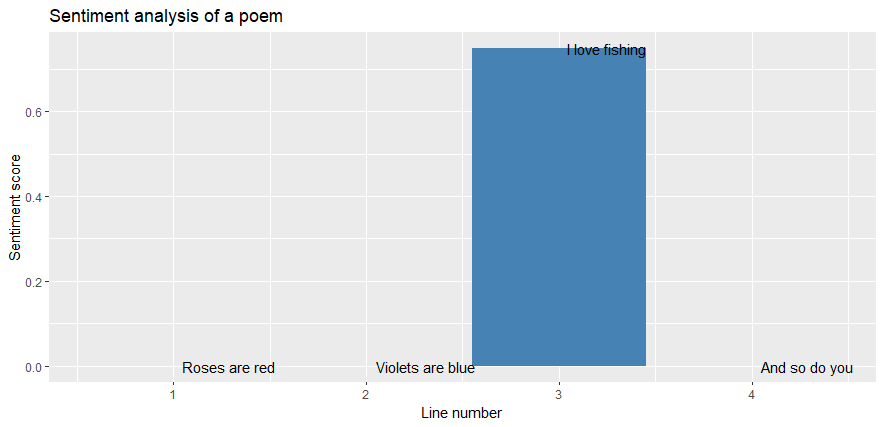 Sentiment analysis of a poem
I love fishing
0.6
0.4
0.2
0.0
Sentiment score
Roses are red
Violets are blue
And so do you
1
2
3
4
Line number